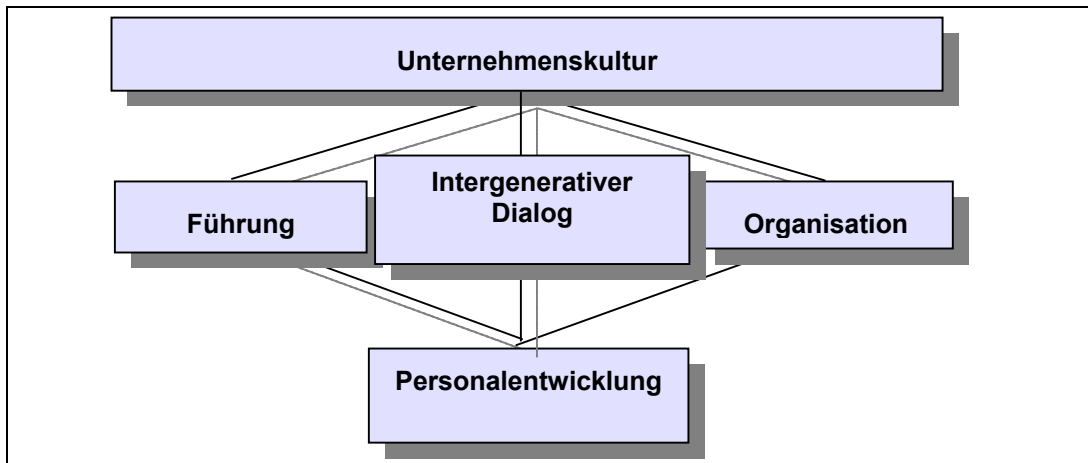 Unternehmenskultur
Führung
Intergenerativer
Dialog
Organisation
Personalentwicklung